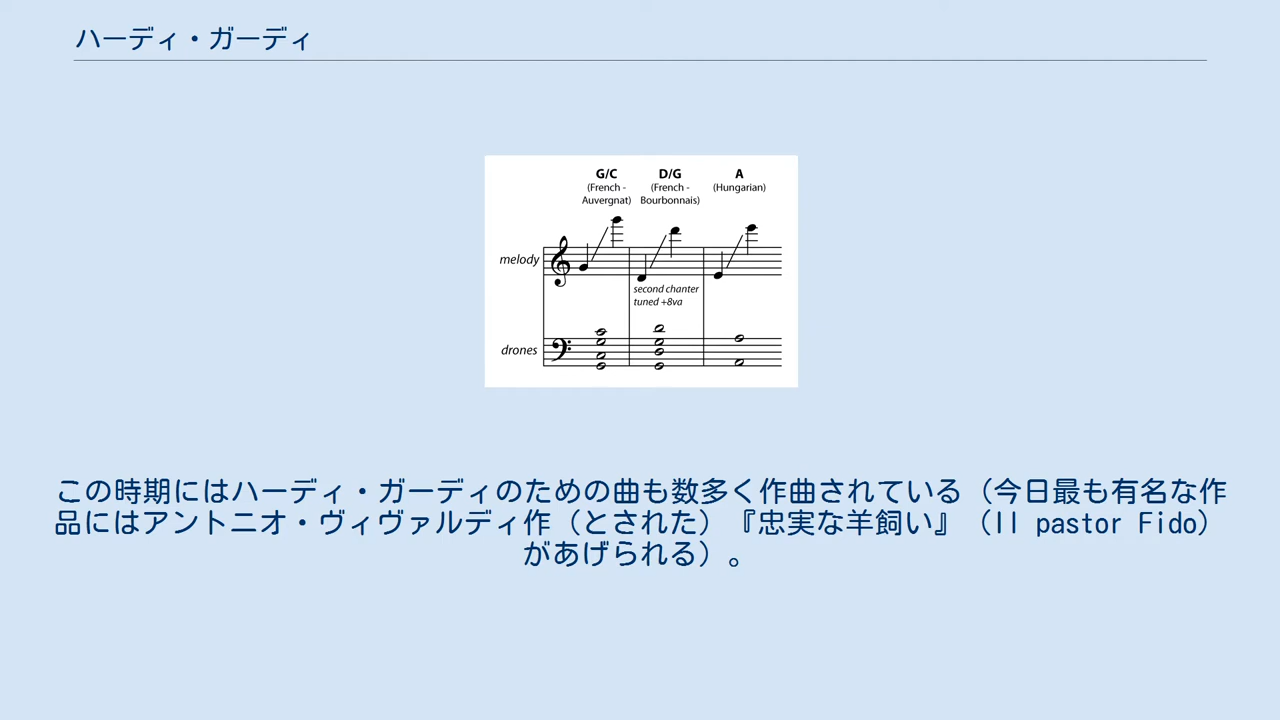 ハーディ・ガーディ
G/C D/G A
(French - (French - (Hungarian)
Auvergnat) Bourbonnais)
melody
second chanter
tuned +8va
drones
この時期にはハーディ・ガーディのための曲も数多く作曲されている（今日最も有名な作
品にはアントニオ・ヴィヴァルディ作（とされた）『忠実な羊飼い』（Il pastor Fido）
があげられる）。